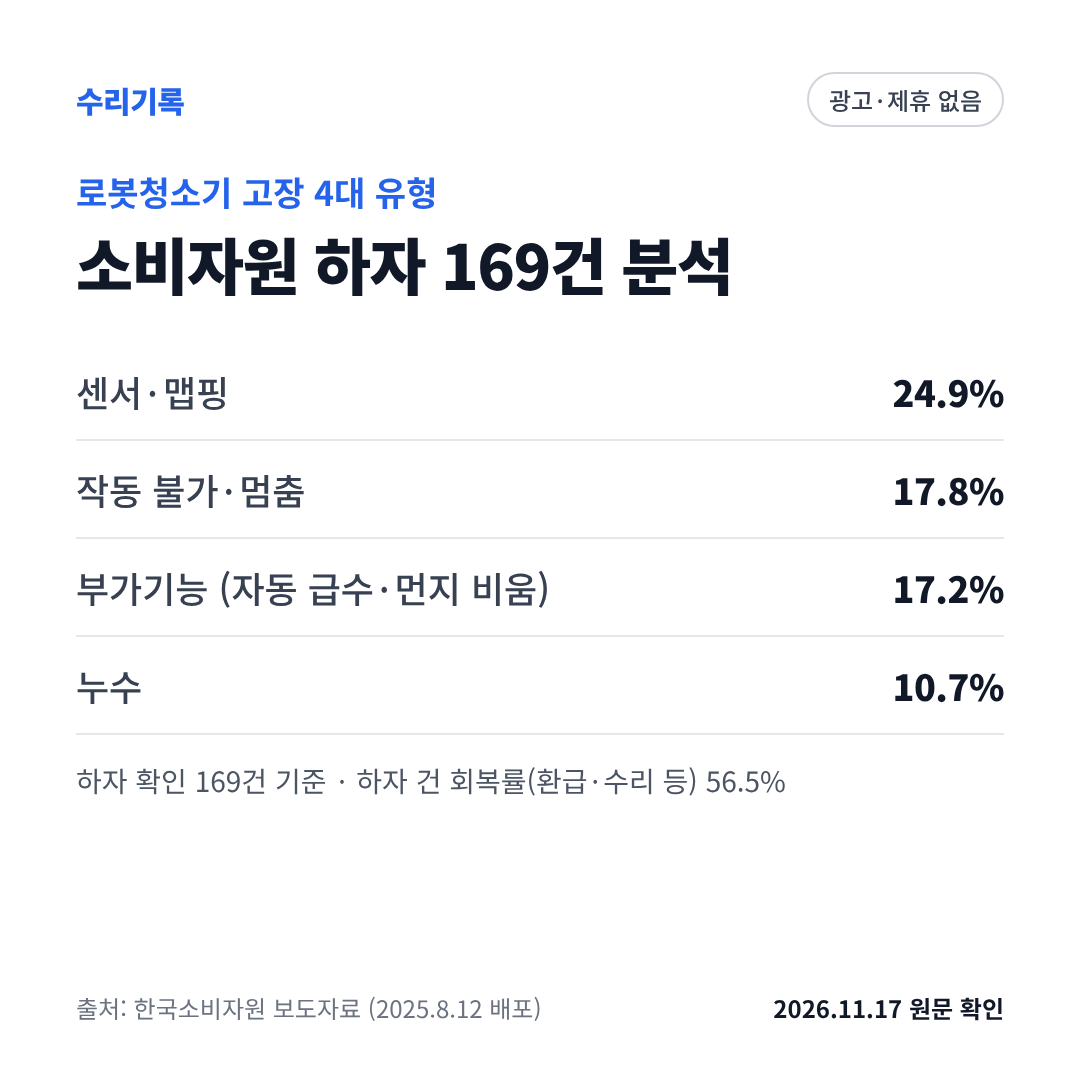 수리기록
광고·제휴 없음
로봇청소기 고장 4대 유형
소비자원 하자 169건 분석
센서·맵핑 24.9%
작동 불가·멈춤 17.8%
부가기능 (자동 급수·먼지 비움) 17.2%
누수 10.7%
하자 확인 169건 기준 · 하자 건 회복률(환급·수리 등) 56.5%
출처: 한국소비자원 보도자료 (2025.8.12 배포)
2026.11.17 원문 확인